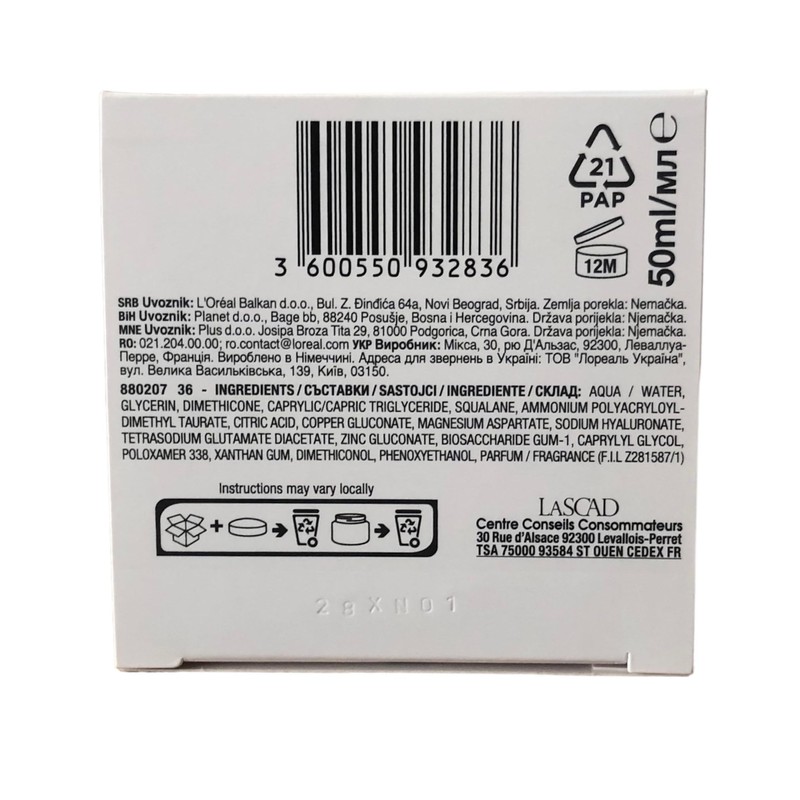 3 600550 932836
21
PAP
12M
50ml/мл e
SRB Uvoznik: L'Oréal Balkan d.o.o., Bul. Z. Đinđića 64a, Novi Beograd, Srbija. Zemlja porekla: Nemačka.
BiH Uvoznik: Planet d.o.o., Bage bb, 88240 Posušje, Bosna i Hercegovina. Država porijekla: Njemačka.
MNE Uvoznik: Plus d.o.o. Josipa Broza Tita 29, 81000 Podgorica, Crna Gora. Država porijekla: Njemačka.
RO: 021.204.00.00; ro.contact@loreal.com УКР Виробник: Мікса, 30, рю Д'Альзас, 92300, Леваллуа-
Перре, Франція. Вироблено в Німеччині. Адреса для звернень в Україні: ТОВ "Лореаль Україна",
вул. Велика Васильківська, 139, Київ, 03150.
880207 36 - INGREDIENTS / СЪСТАВКИ / SASTOJCI / INGREDIENTE / СКЛАД: AQUA / WATER,
GLYCERIN, DIMETHICONE, CAPRYLIC/CAPRIC TRIGLYCERIDE, SQUALANE, AMMONIUM POLYACRYLOYL-
DIMETHYL TAURATE, CITRIC ACID, COPPER GLUCONATE, MAGNESIUM ASPARTATE, SODIUM HYALURONATE,
TETRASODIUM GLUTAMATE DIACETATE, ZINC GLUCONATE, BIOSACCHARIDE GUM-1, CAPRYLYL GLYCOL,
POLOXAMER 338, XANTHAN GUM, DIMETHICONOL, PHENOXYETHANOL, PARFUM / FRAGRANCE (F.I.L Z281587/1)
Instructions may vary locally
LASCAD
Centre Conseils Consommateurs
30 Rue d'Alsace 92300 Levallois-Perret
TSA 75000 93584 ST OUEN CEDEX FR
28XN01